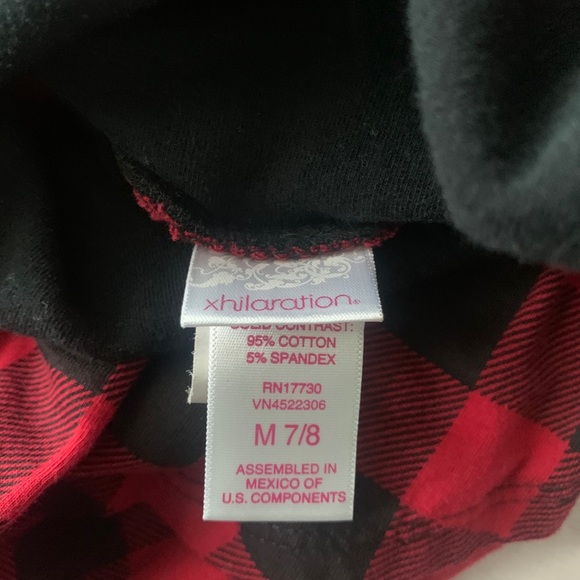 xhilaration®
SOLID CONTRAST:
95% COTTON
5% SPANDEX
RN17730
VN4522306
M 7/8
ASSEMBLED IN
MEXICO OF
U.S. COMPONENTS